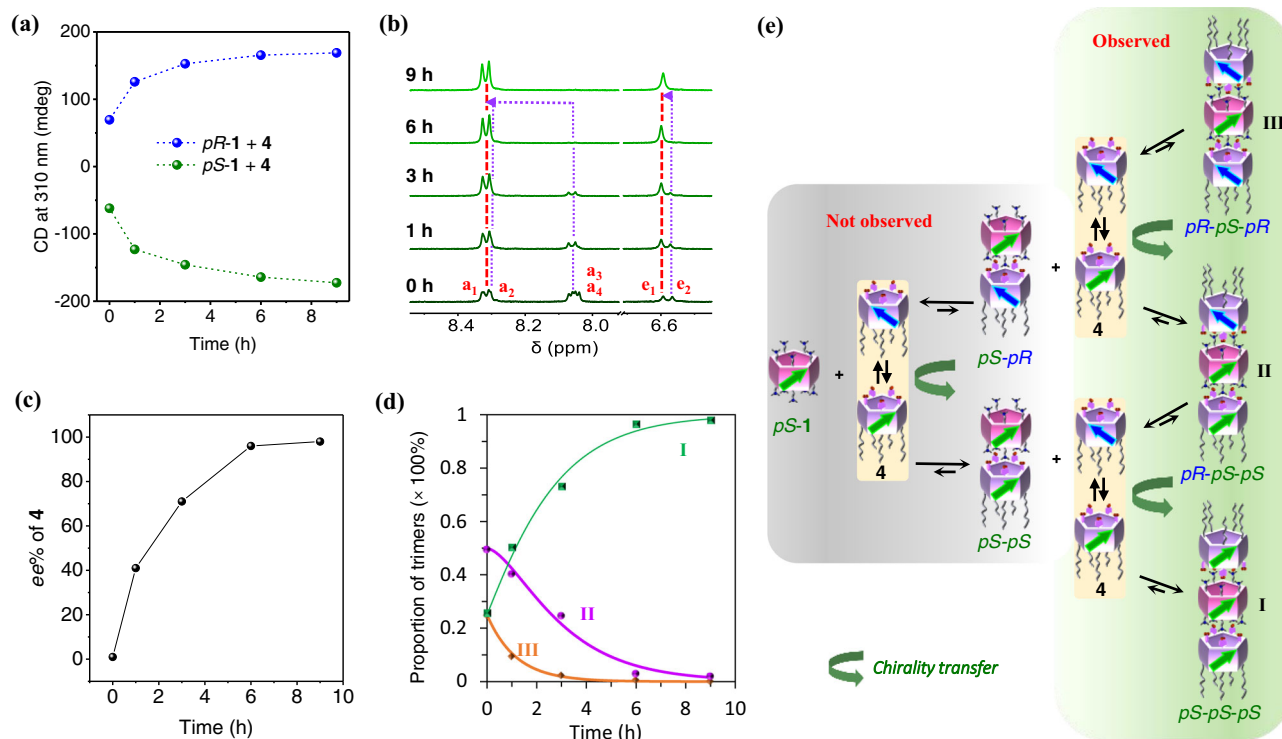 (a)
CD at 310 nm (mdeg)
200
100
0
-100
-200
pR-1 + 4
pS-1 + 4
0 2 4 6 8
Time (h)
(b)
9 h
6 h
3 h
1 h
0 h
a1 a2
a3
a4
e1 e2
8.4 8.2 8.0 6.6
δ (ppm)
(c)
ee% of 4
100
80
60
40
20
0
0 2 4 6 8 10
Time (h)
(d)
Proportion of trimers (× 100%)
1
0.8
0.6
0.4
0.2
0
I
II
III
0 2 4 6 8 10
Time (h)
(e)
Observed
Not observed
III
pR-pS-pR
4
+
II
pR-pS-pS
4
+
I
pS-pS-pS
pS-pR
pS-1
+
4
pS-pS
Chirality transfer